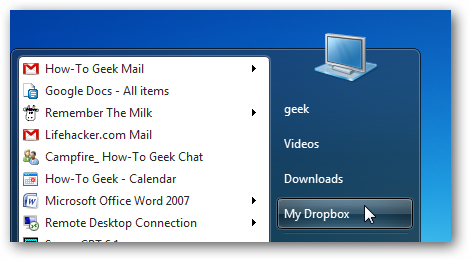 How-To Geek Mail
Google Docs - All items
Remember The Milk
Lifehacker.com Mail
Campfire_ How-To Geek Chat
How-To Geek - Calendar
Microsoft Office Word 2007
Remote Desktop Connection
geek
Videos
Downloads
My Dropbox